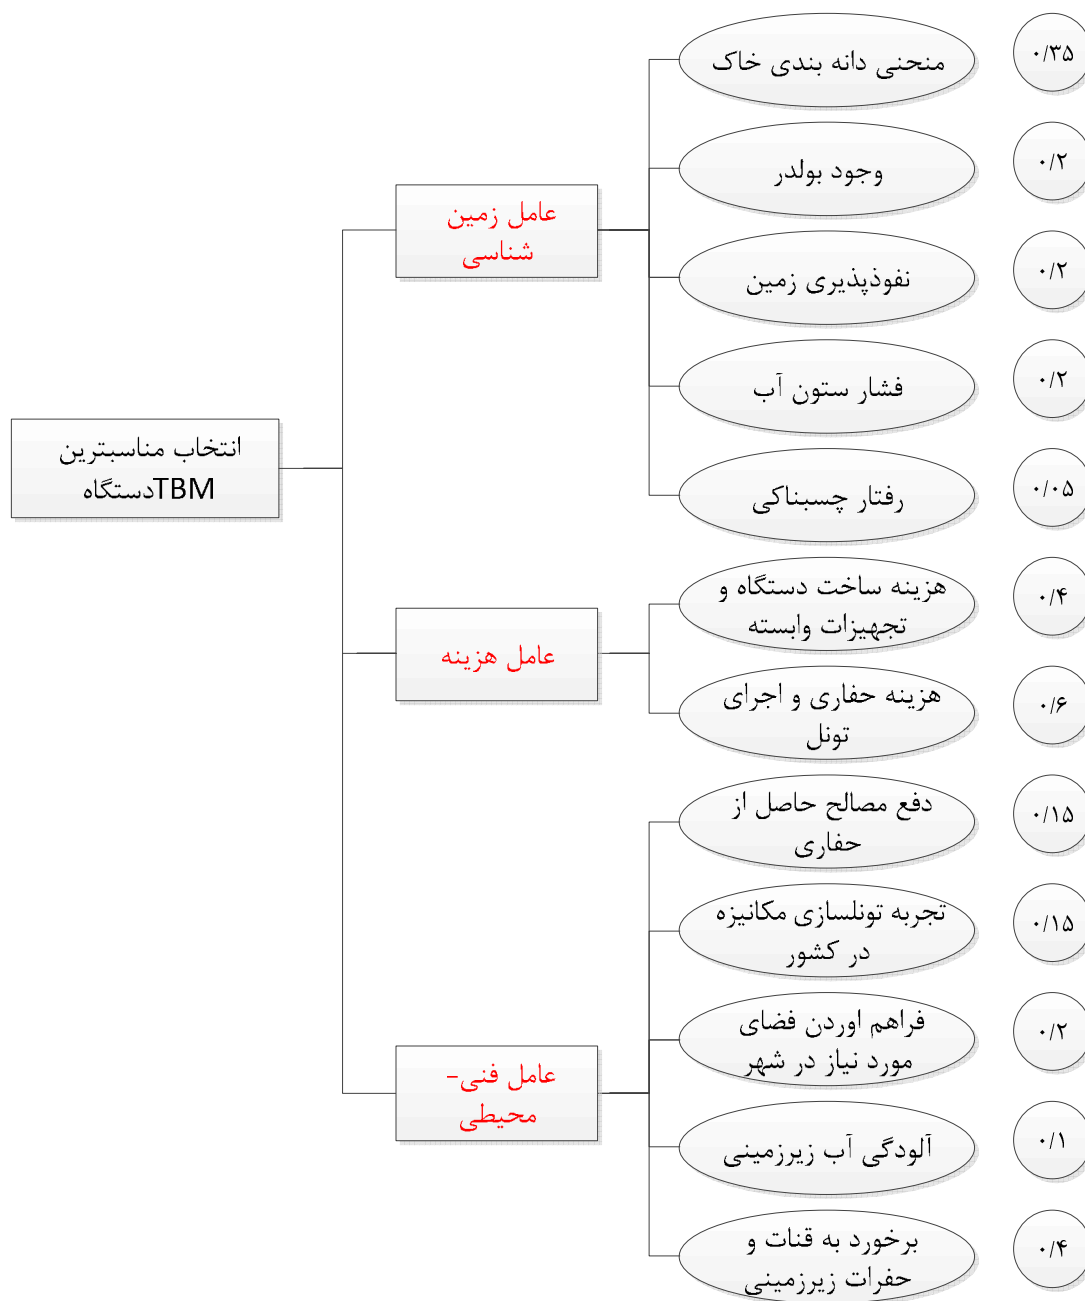 منحنی دانه بندی خاک
۰/۳۵
وجود بولدر
۰/۲
نفوذپذیری زمین
۰/۲
فشار ستون آب
۰/۲
رفتار چسبناکی
۰/۰۵
عامل زمین
شناسی
انتخاب مناسبترین
دستگاهTBM
هزینه ساخت دستگاه و
تجهیزات وابسته
۰/۴
هزینه حفاری و اجرای
تونل
۰/۶
عامل هزینه
دفع مصالح حاصل از
حفاری
۰/۱۵
تجربه تونلسازی مکانیزه
در کشور
۰/۱۵
فراهم اوردن فضای
مورد نیاز در شهر
۰/۲
آلودگی آب زیرزمینی
۰/۱
برخورد به قنات و
حفرات زیرزمینی
۰/۴
عامل فنی-
محیطی